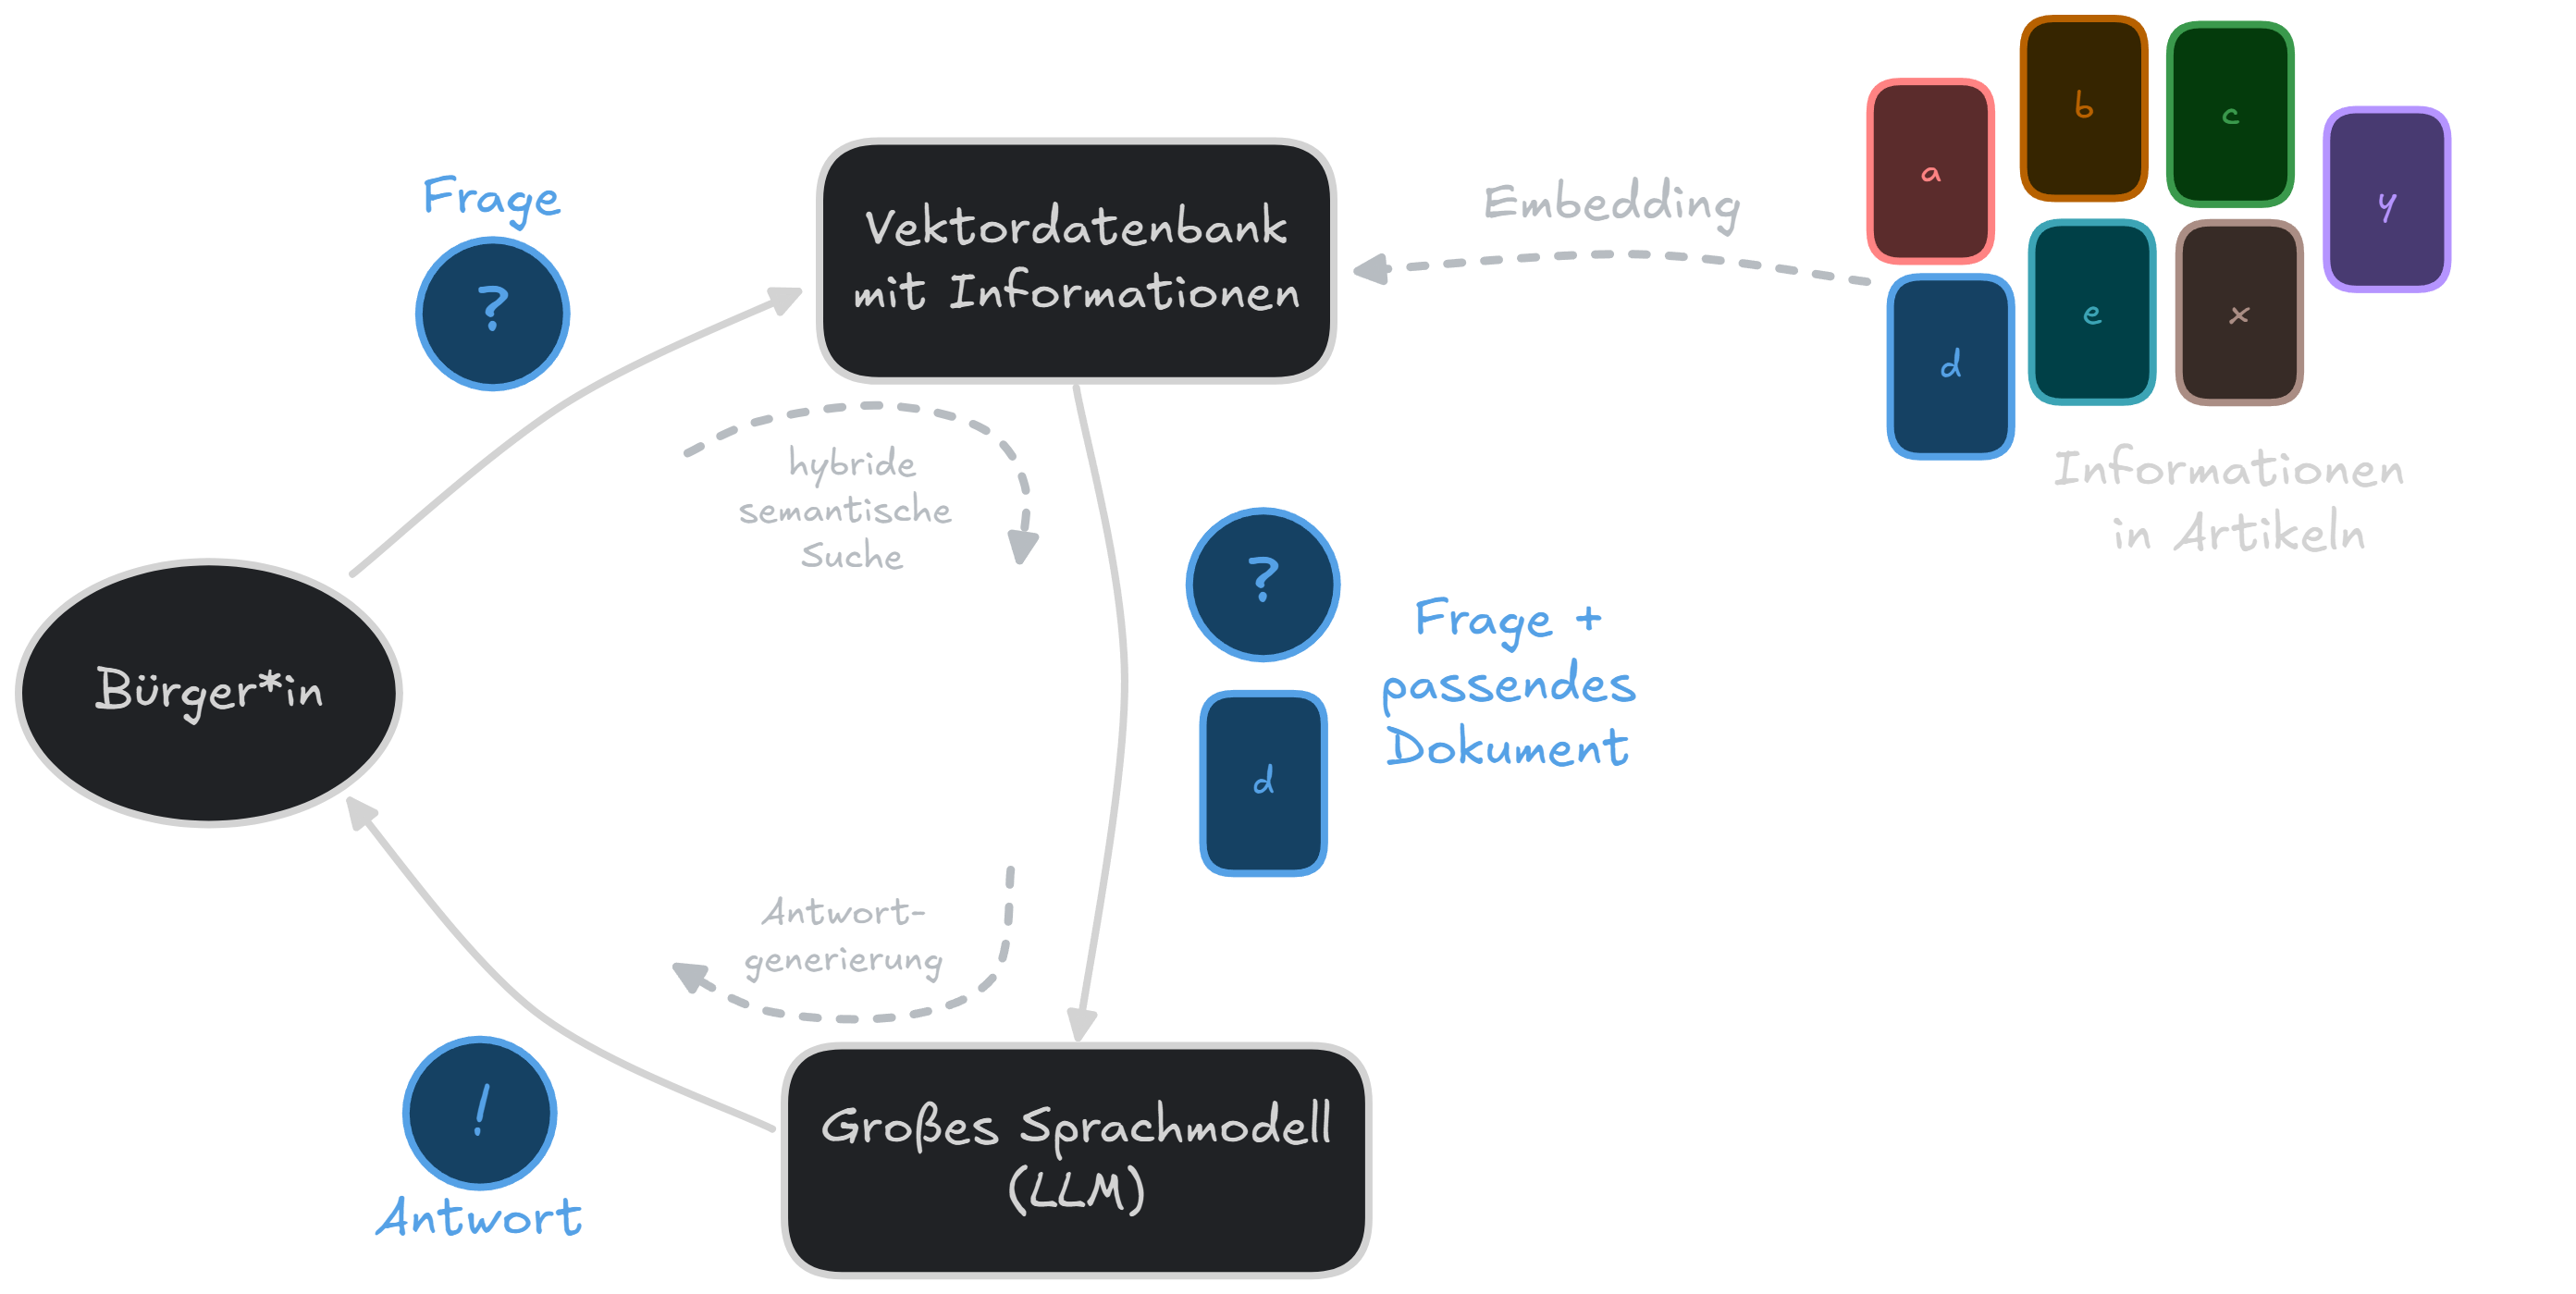 Frage
?
Vektordatenbank
mit Informationen
Embedding
a
b
c
y
d
e
x
Informationen
in Artikeln
hybride
semantische
Suche
?
Frage +
passendes
Dokument
d
Bürger*in
Antwort-
generierung
Großes Sprachmodell
(LLM)
!
Antwort